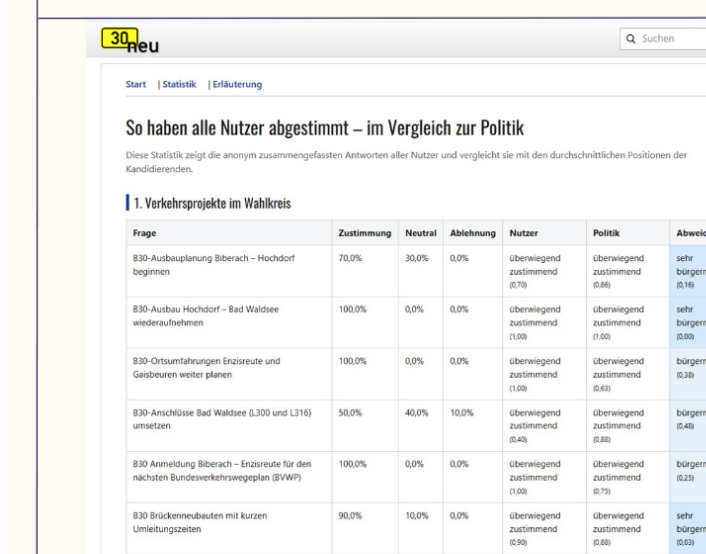 30
neu
Suchen
Start | Statistik | Erläuterung
So haben alle Nutzer abgestimmt – im Vergleich zur Politik
Diese Statistik zeigt die anonym zusammengefassten Antworten aller Nutzer und vergleicht sie mit den durchschnittlichen Positionen der
Kandidierenden.
1. Verkehrsprojekte im Wahlkreis
Frage Zustimmung Neutral Ablehnung Nutzer Politik Abweic
B30-Ausbauplanung Biberach – Hochdorf 70,0% 30,0% 0,0% überwiegend überwiegend sehr
beginnen zustimmend zustimmend bürgern
(0,70) (0,86) (0,16)
B30-Ausbau Hochdorf – Bad Waldsee 100,0% 0,0% 0,0% überwiegend überwiegend sehr
wiederaufnehmen zustimmend zustimmend bürgern
(1,00) (1,00) (0,00)
B30-Ortsumfahrungen Enzisreute und 100,0% 0,0% 0,0% überwiegend überwiegend bürgern
Gaisbeuren weiter planen zustimmend zustimmend (0,38)
(1,00) (0,63)
B30-Anschlüsse Bad Waldsee (L300 und L316) 50,0% 40,0% 10,0% überwiegend überwiegend bürgern
umsetzen zustimmend zustimmend (0,48)
(0,40) (0,88)
B30 Anmeldung Biberach – Enzisreute für den 100,0% 0,0% 0,0% überwiegend überwiegend bürgern
nächsten Bundesverkehrswegeplan (BVWP) zustimmend zustimmend (0,25)
(1,00) (0,75)
B30 Brückenneubauten mit kurzen 90,0% 10,0% 0,0% überwiegend überwiegend sehr
Umleitungszeiten zustimmend zustimmend bürgern
(0,90) (0,88) (0,03)